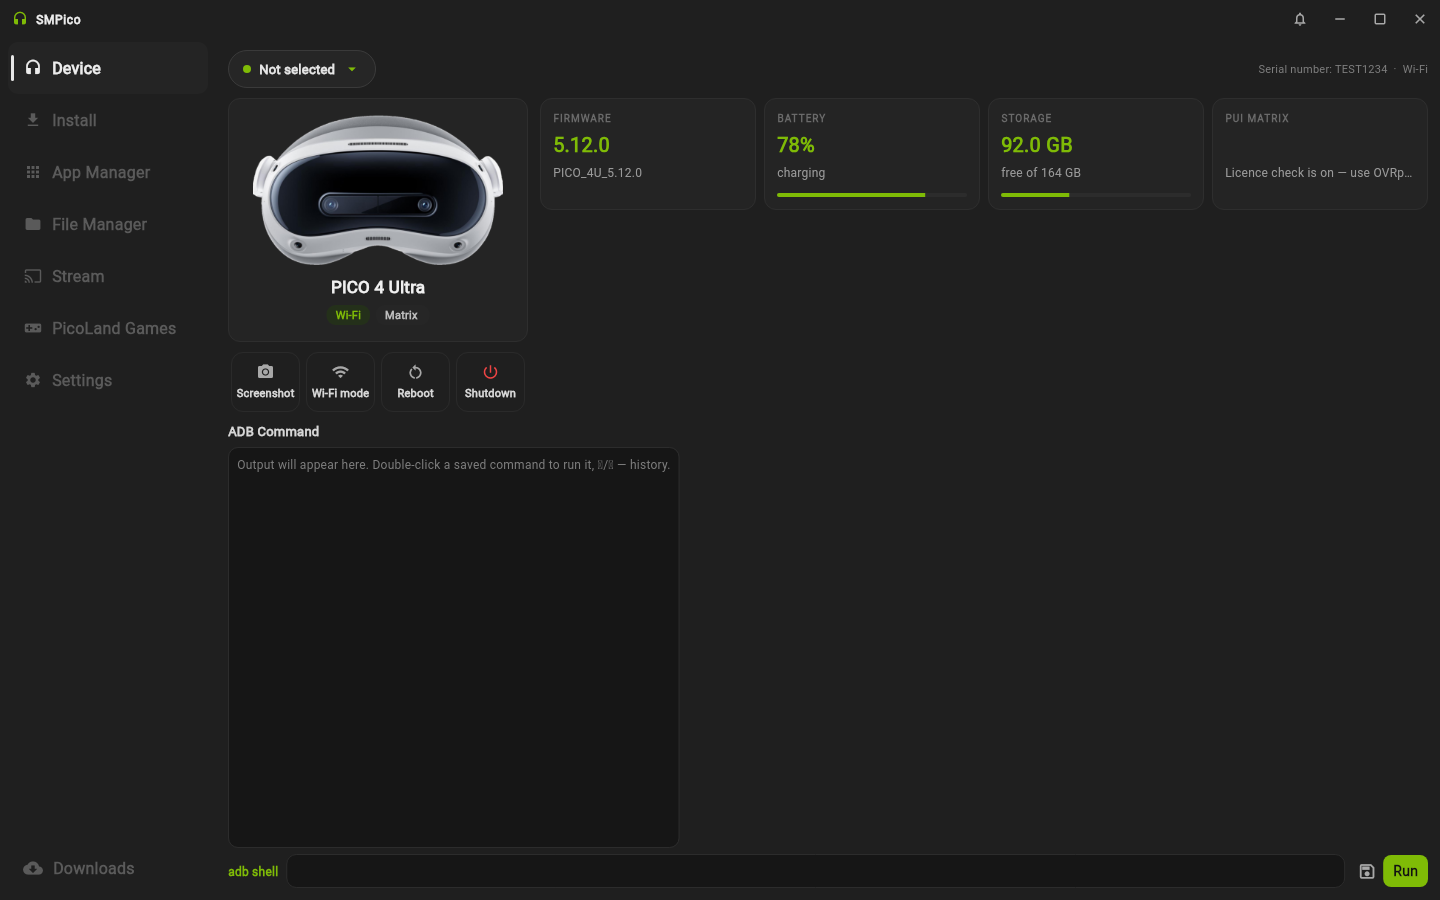 SMPico
Device
Install
App Manager
File Manager
Stream
PicoLand Games
Settings
Downloads
Not selected
Serial number: TEST1234 · Wi-Fi
PICO 4 Ultra
Wi-Fi Matrix
FIRMWARE
5.12.0
PICO_4U_5.12.0
BATTERY
78%
charging
STORAGE
92.0 GB
free of 164 GB
PUI MATRIX
Licence check is on — use OVRp...
Screenshot
Wi-Fi mode
Reboot
Shutdown
ADB Command
Output will appear here. Double-click a saved command to run it, / — history.
adb shell
Run